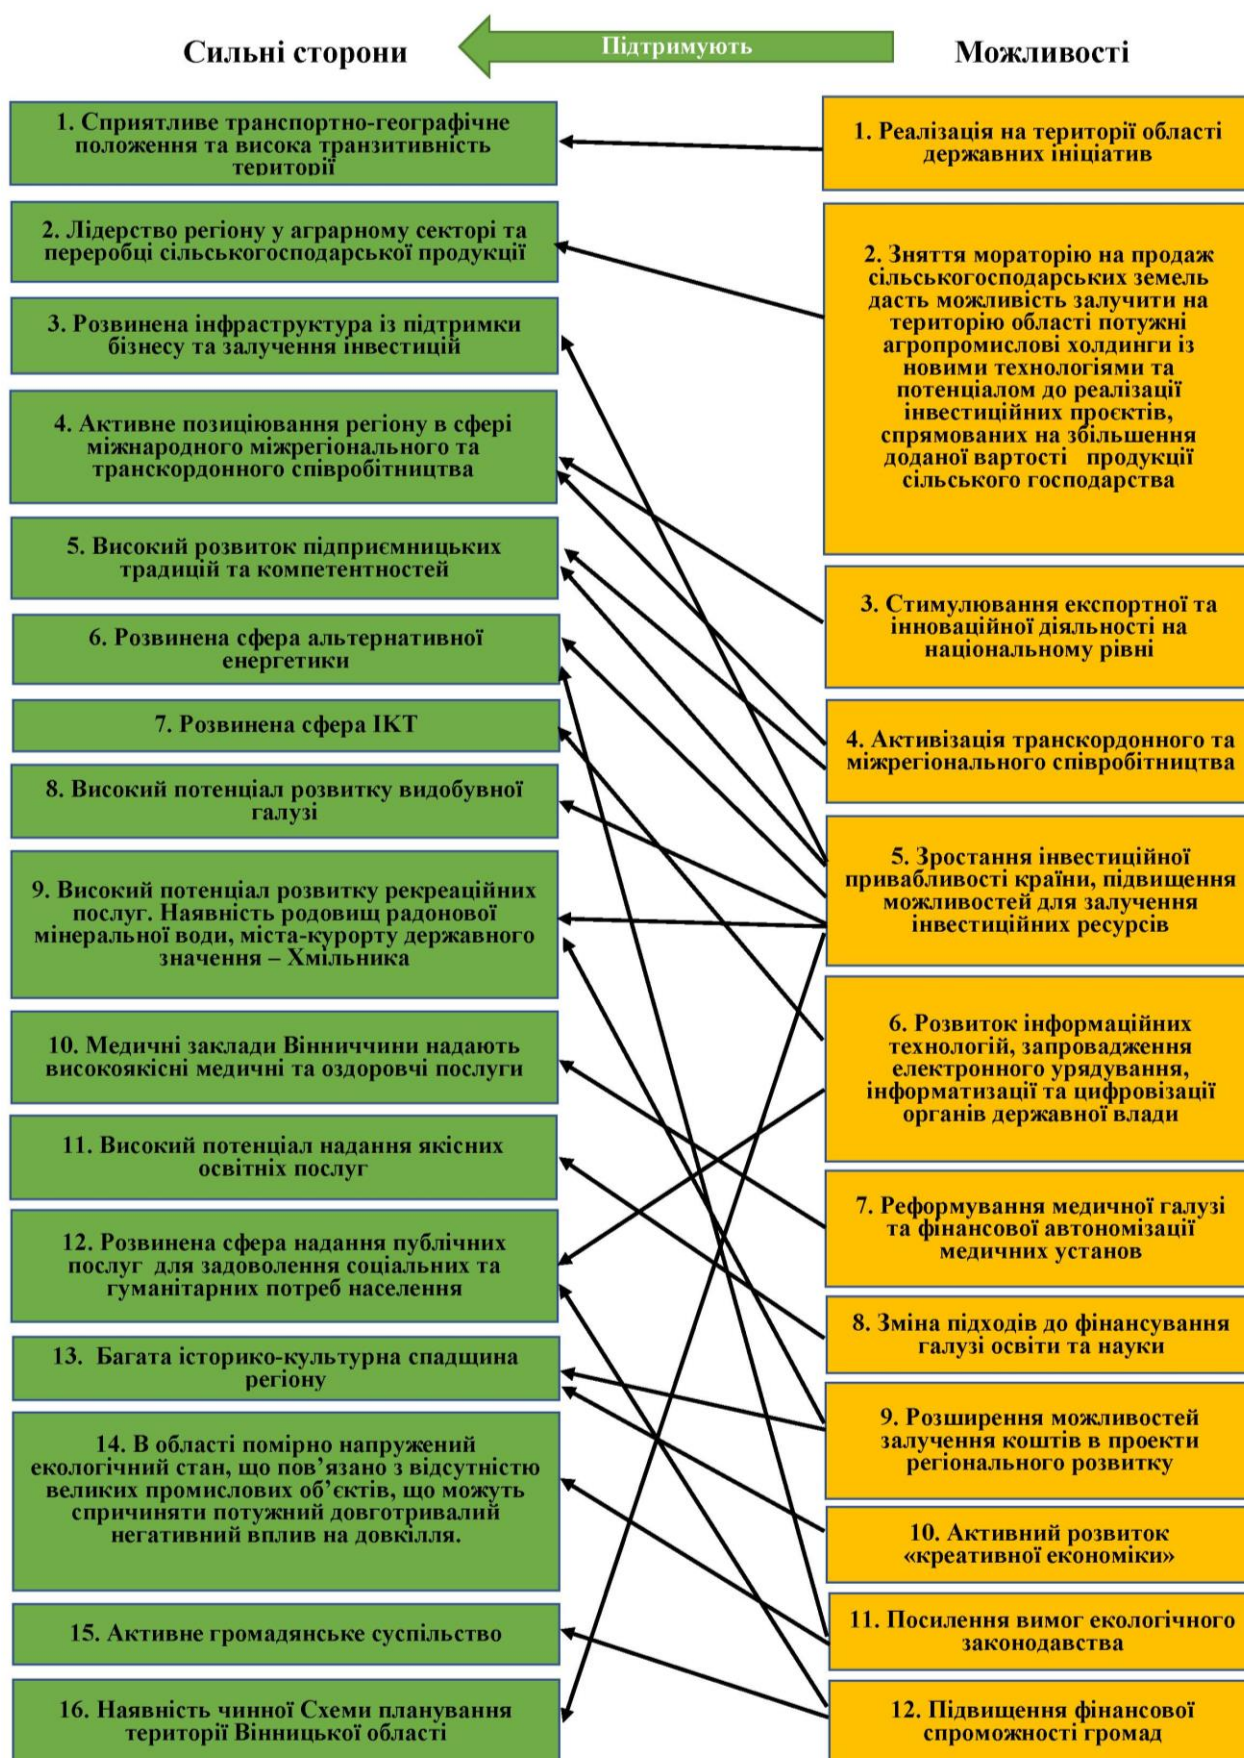 Сильні сторони
Підтримують
Можливості
1. Сприятливе транспортно-географічне
положення та висока транзитивність
території
2. Лідерство регіону у аграрному секторі та
переробці сільськогосподарської продукції
3. Розвинена інфраструктура із підтримки
бізнесу та залучення інвестицій
4. Активне позиціювання регіону в сфері
міжнародного міжрегіонального та
транскордонного співробітництва
5. Високий розвиток підприємницьких
традицій та компетентностей
6. Розвинена сфера альтернативної
енергетики
7. Розвинена сфера ІКТ
8. Високий потенціал розвитку видобувної
галузі
9. Високий потенціал розвитку рекреаційних
послуг. Наявність родовищ радонової
мінеральної води, міста-курорту державного
значення – Хмільника
10. Медичні заклади Вінниччини надають
високоякісні медичні та оздоровчі послуги
11. Високий потенціал надання якісних
освітніх послуг
12. Розвинена сфера надання публічних
послуг для задоволення соціальних та
гуманітарних потреб населення
13. Багата історико-культурна спадщина
регіону
14. В області помірно напружений
екологічний стан, що пов’язано з відсутністю
великих промислових об’єктів, що можуть
спричиняти потужний довготривалий
негативний вплив на довкілля.
15. Активне громадянське суспільство
16. Наявність чинної Схеми планування
території Вінницької області
1. Реалізація на території області
державних ініціатив
2. Зняття мораторію на продаж
сільськогосподарських земель
дасть можливість залучити на
територію області потужні
агропромислові холдинги із
новими технологіями та
потенціалом до реалізації
інвестиційних проєктів,
спрямованих на збільшення
доданої вартості продукції
сільського господарства
3. Стимулювання експортної та
інноваційної діяльності на
національному рівні
4. Активізація транскордонного та
міжрегіонального співробітництва
5. Зростання інвестиційної
привабливості країни, підвищення
можливостей для залучення
інвестиційних ресурсів
6. Розвиток інформаційних
технологій, запровадження
електронного урядування,
інформатизації та цифровізації
органів державної влади
7. Реформування медичної галузі
та фінансової автономізації
медичних установ
8. Зміна підходів до фінансування
галузі освіти та науки
9. Розширення можливостей
залучення коштів в проекти
регіонального розвитку
10. Активний розвиток
«креативної економіки»
11. Посилення вимог екологічного
законодавства
12. Підвищення фінансової
спроможності громад